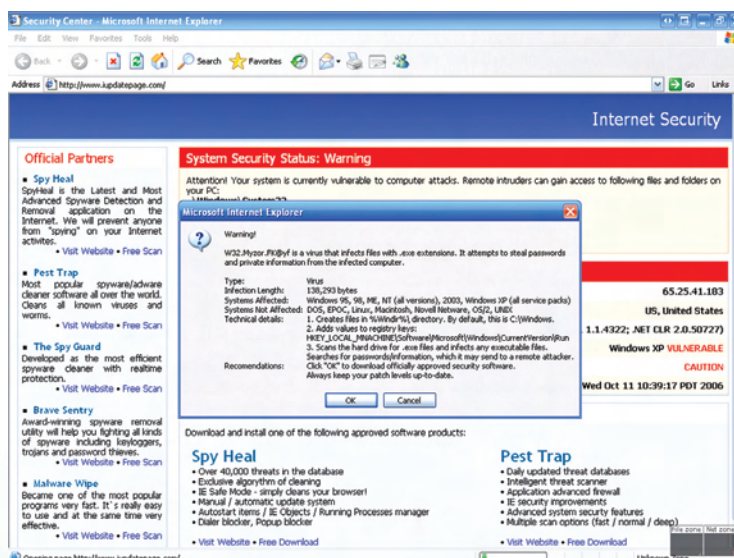 Security Center - Microsoft Internet Explorer
File Edit View Favorites Tools Help
Back Search Favorites
Address http://www.iupdatepage.com/ Go Links
Internet Security
Official Partners
Spy Heal
SpyHeal is the Latest and Most
Advanced Spyware Detection and
Removal application on the
Internet. We will prevent anyone
from "spying" on your Internet
activites.
• Visit Website • Free Scan
Pest Trap
Most popular spyware/adware
cleaner software all over the world.
Cleans all known viruses and
worms.
• Visit Website • Free Scan
The Spy Guard
Developed as the most efficient
spyware cleaner with realtime
protection.
• Visit Website • Free Scan
Brave Sentry
Award-winning spyware removal
utility will help you fighting all kinds
of spyware including keyloggers,
trojans and password thieves.
• Visit Website • Free Scan
Malware Wipe
Became one of the most popular
programs very fast. It`s really easy
to use and at the same time very
effective.
• Visit Website • Free Scan
System Security Status: Warning
Attention! Your system is currently vulnerable to computer attacks. Remote intruders can gain access to following files and folders on
your PC:
Microsoft Internet Explorer
Warning!
W32.Myzor.FK@yf is a virus that infects files with .exe extensions. It attempts to steal passwords
and private information from the infected computer.
Type: Virus
Infection Length: 138,293 bytes
Systems Affected: Windows 95, 98, ME, NT (all versions), 2003, Windows XP (all service packs)
Systems Not Affected: DOS, EPOC, Linux, Macintosh, Novell Netware, OS/2, UNIX
Technical details: 1. Creates files in %Windir%\ directory. By default, this is C:\Windows.
2. Adds values to registry keys:
HKEY_LOCAL_MNACHINE\Software\Microsoft\Windows\CurrentVersion\Run
3. Scans the hard drive for .exe files and infects any executable files.
Searches for passwords/information, which it may send to a remote attacker.
Recomendations: Click "OK" to download officially approved security software.
Always keep your patch levels up-to-date.
OK Cancel
65.25.41.183
US, United States
1.1.4322; .NET CLR 2.0.50727)
Windows XP VULNERABLE
CAUTION
Wed Oct 11 10:39:17 PDT 2006
Download and install one of the following approved software products:
Spy Heal
• Over 40,000 threats in the database
• Exclusive algorythm of cleaning
• IE Safe Mode - simply cleans your browser!
• Manual / automatic update system
• Autostart items / IE Objects / Running Processes manager
• Dialer blocker, Popup blocker
• Visit Website • Free Download
Pest Trap
• Daily updated threat databases
• Intelligent threat scanner
• Application advanced firewall
• IE security improvements
• Advanced system securty features
• Multiple scan options (fast / normal / deep)
• Visit Website • Free Download